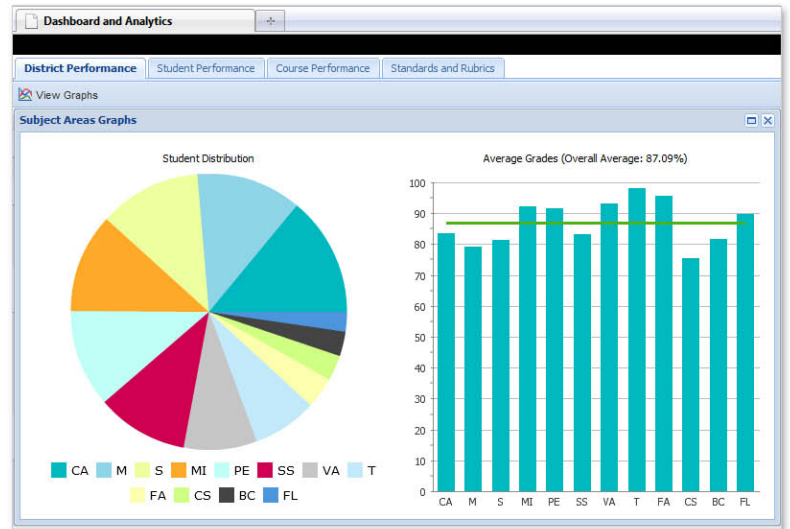 Dashboard and Analytics
District Performance Student Performance Course Performance Standards and Rubrics
View Graphs
Subject Areas Graphs
Student Distribution
CA M S MI PE SS VA T
FA CS BC FL
Average Grades (Overall Average: 87.09%)
100
90
80
70
60
50
40
30
20
10
0
CA M S MI PE SS VA T FA CS BC FL